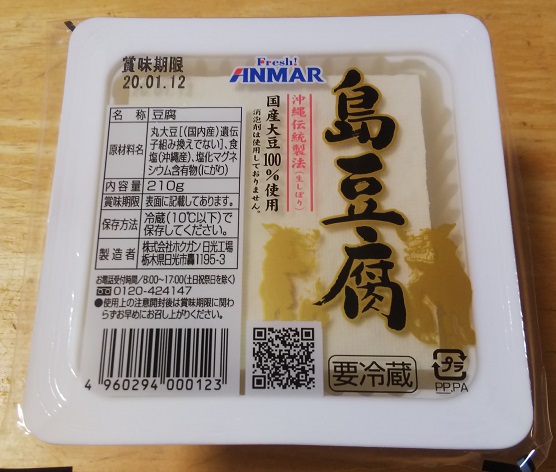 賞味期限
20.01.12
Fresh!
ANMAR
島豆腐
沖縄伝統製法(生しぼり)
国産大豆100%使用
消泡剤は使用しておりません。
名 称 豆腐
原材料名 丸大豆[(国内産)遺伝
子組み換えでない]、食
塩(沖縄産)、塩化マグネ
シウム含有物(にがり)
内 容 量 210g
賞味期限 表面に記載してあります。
保存方法 冷蔵(10℃以下)で
保存してください。
製 造 者 株式会社ホクガン日光工場
栃木県日光市轟1195-3
お電話受付時間/8:00~17:00(土日祝祭日を除く)
0120-424147
●使用上の注意開封後は賞味期限に関わ
らずお早めにお召し上がりください。
4 960294 000123
要冷蔵
プラ
PP,PA